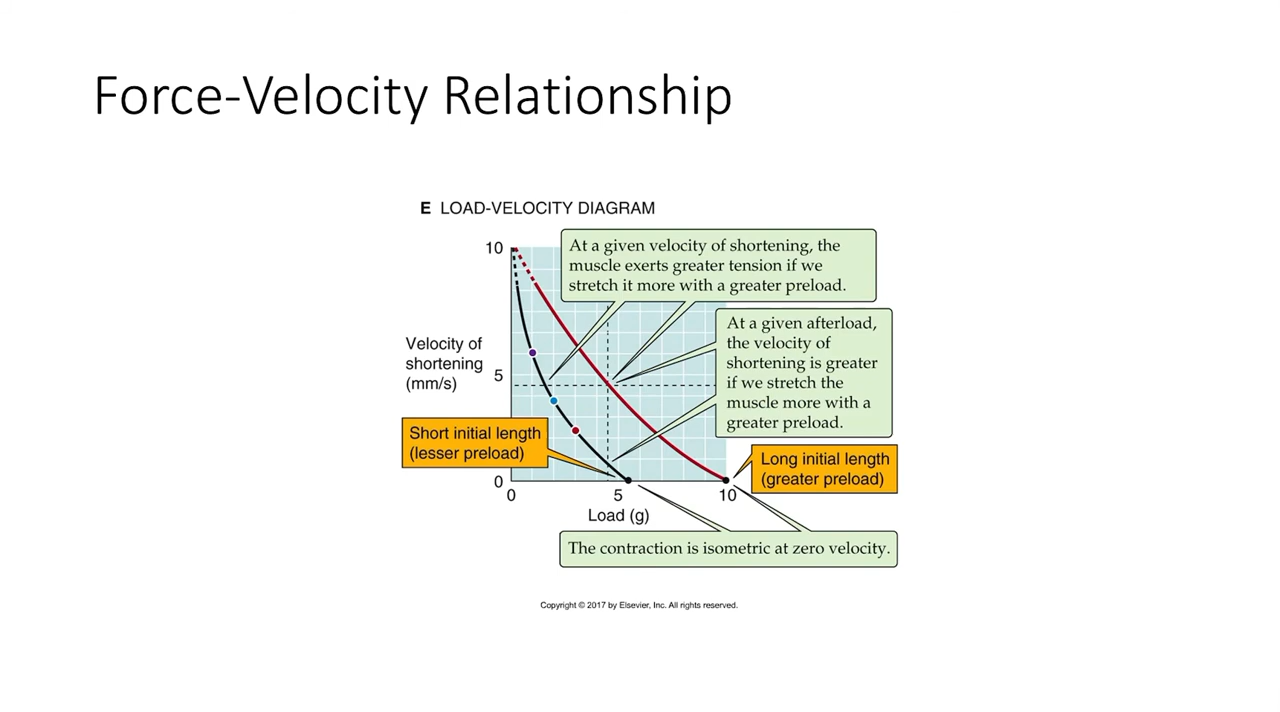 Force-Velocity Relationship
E LOAD-VELOCITY DIAGRAM
10
At a given velocity of shortening, the
muscle exerts greater tension if we
stretch it more with a greater preload.
At a given afterload,
the velocity of
shortening is greater
if we stretch the
muscle more with a
greater preload.
Velocity of
shortening
(mm/s)
5
Short initial length
(lesser preload)
Long initial length
(greater preload)
0
0
5
10
Load (g)
The contraction is isometric at zero velocity.
Copyright © 2017 by Elsevier, Inc. All rights reserved.